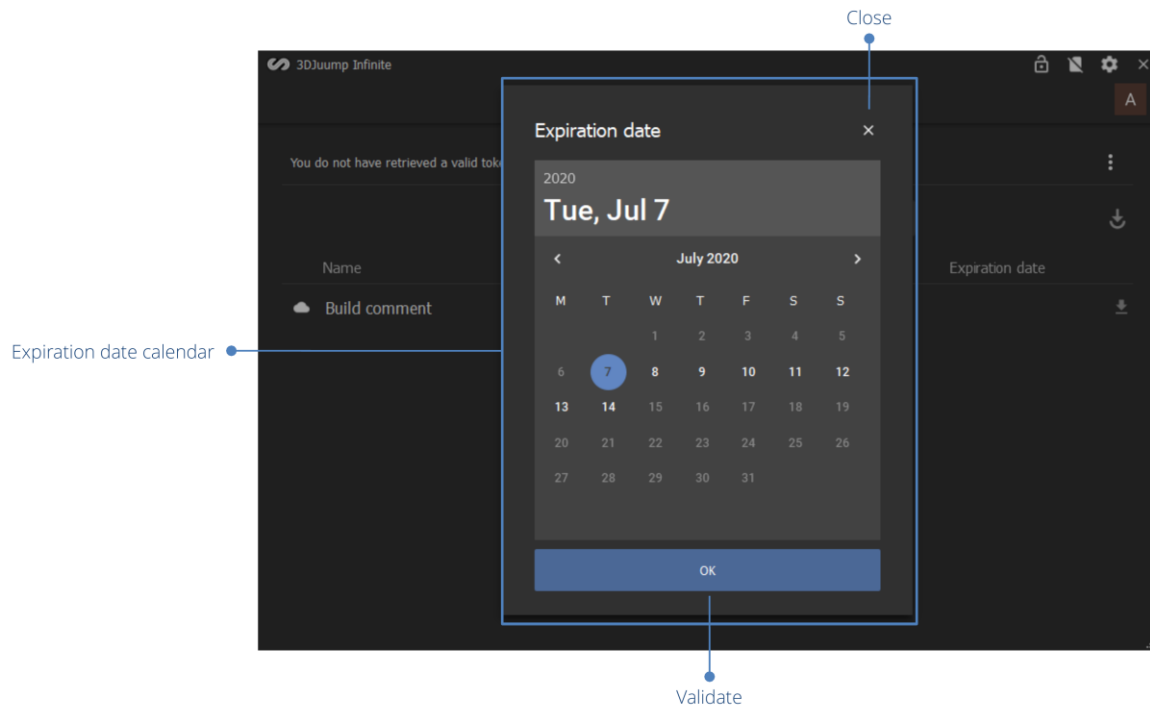 Close
3DJuump Infinite
A
Expiration date
You do not have retrieved a valid
2020
Tue, Jul 7
July 2020
Name
Expiration date
M T W T F S S
Build comment
1 2 3 4 5
Expiration date calendar
6 7 8 9 10 11 12
13 14 15 16 17 18 19
20 21 22 23 24 25 26
27 28 29 30 31
OK
Validate